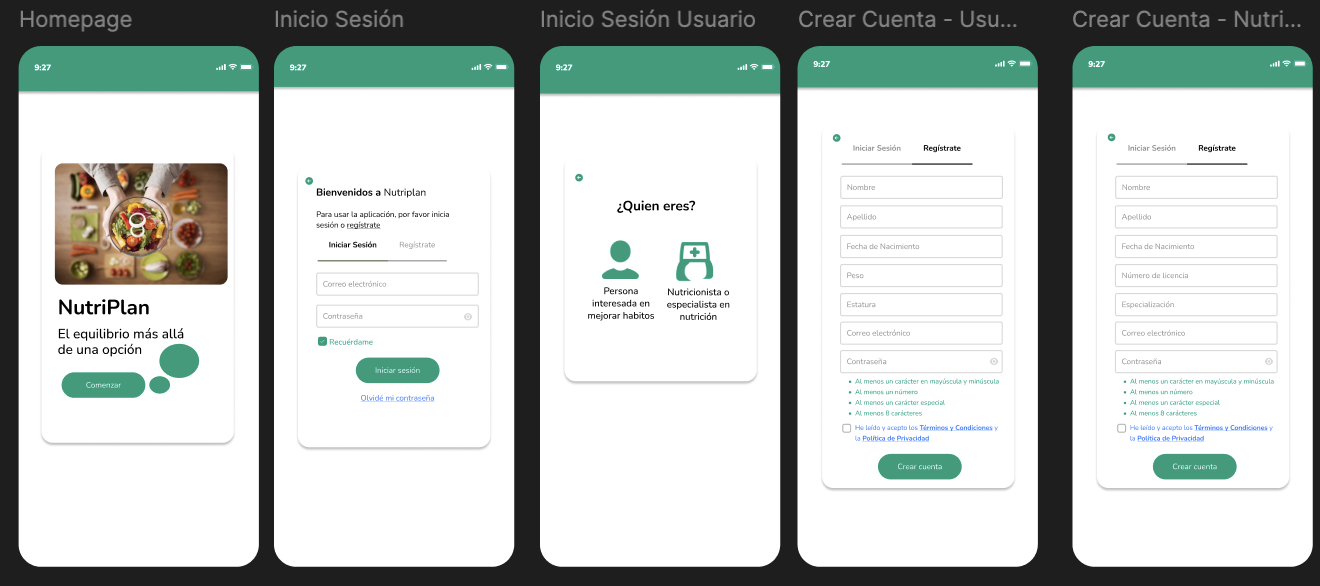 Homepage
9:27
NutriPlan
El equilibrio más allá
de una opción
Comenzar
Inicio Sesión
9:27
Bienvenidos a Nutriplan
Para usar la aplicación, por favor inicia
sesión o regístrate
Iniciar Sesión
Regístrate
Correo electrónico
Contraseña
Recuérdame
Iniciar sesión
Olvidé mi contraseña
Inicio Sesión Usuario
9:27
¿Quien eres?
Persona
interesada en
mejorar habitos
Nutricionista o
especialista en
nutrición
Crear Cuenta - Usu...
9:27
Iniciar Sesión
Regístrate
Nombre
Apellido
Fecha de Nacimiento
Peso
Estatura
Correo electrónico
Contraseña
Al menos un carácter en mayúscula y minúscula
Al menos un número
Al menos un carácter especial
Al menos 8 carácteres
He leído y acepto los Términos y Condiciones y
la Política de Privacidad
Crear cuenta
Crear Cuenta - Nutri...
9:27
Iniciar Sesión
Regístrate
Nombre
Apellido
Fecha de Nacimiento
Número de licencia
Especialización
Correo electrónico
Contraseña
Al menos un carácter en mayúscula y minúscula
Al menos un número
Al menos un carácter especial
Al menos 8 carácteres
He leído y acepto los Términos y Condiciones y
la Política de Privacidad
Crear cuenta